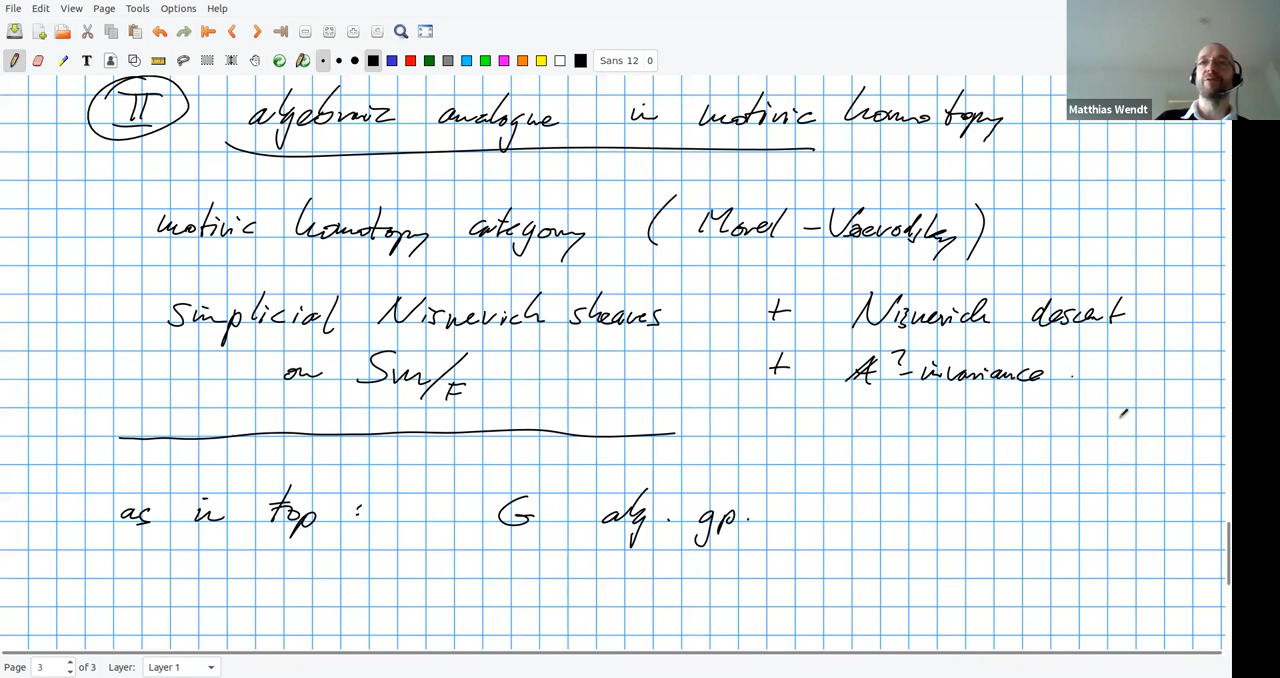 File Edit View Page Tools Options Help
Sans 12 0
Matthias Wendt
II algebraic analogue in motivic homotopy
motivic homotopy category (Morel-Voevodsky)
simplicial Nisnevich sheaves + Nisnevich descent
on Sm/F + A^1-invariance.
as in top: G alg. gp.
Page 3 of 3 Layer: Layer 1